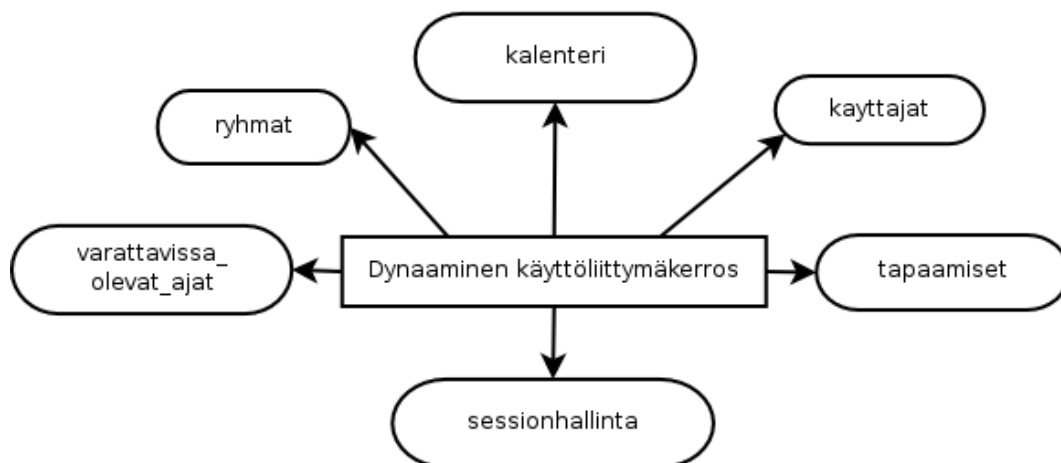 kalenteri
ryhmat
kayttajat
varattavissa_
olevat_ajat
Dynaaminen käyttöliittymäkerros
tapaamiset
sessionhallinta